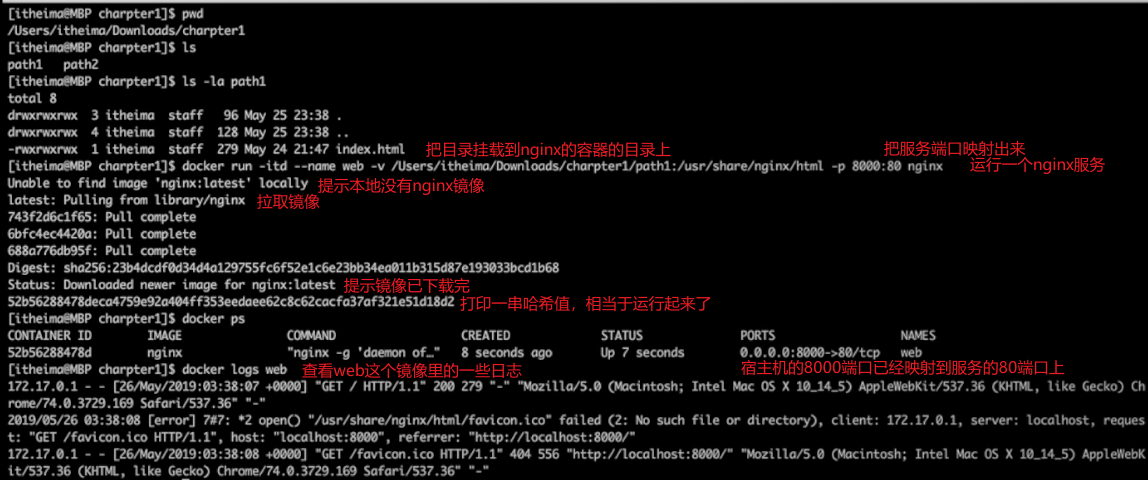 [itheima@MBP charpter1]$ pwd
/Users/itheima/Downloads/charpter1
[itheima@MBP charpter1]$ ls
path1   path2
[itheima@MBP charpter1]$ ls -la path1
total 8
drwxrwxrwx  3 itheima  staff   96 May 25 23:38 .
drwxrwxrwx  4 itheima  staff  128 May 25 23:38 ..
-rwxrwxrwx  1 itheima  staff  279 May 24 21:47 index.html 把目录挂载到nginx的容器的目录上 把服务端口映射出来
[itheima@MBP charpter1]$ docker run -itd --name web -v /Users/itheima/Downloads/charpter1/path1:/usr/share/nginx/html -p 8000:80 nginx 运行一个nginx服务
Unable to find image 'nginx:latest' locally 提示本地没有nginx镜像
latest: Pulling from library/nginx 拉取镜像
743f2d6c1f65: Pull complete
6bfc4ec4420a: Pull complete
688a776db95f: Pull complete
Digest: sha256:23b4dcdf0d34d4a129755fc6f52e1c6e23bb34ea011b315d87e193033bcd1b68
Status: Downloaded newer image for nginx:latest 提示镜像已下载完
52b56288478deca4759e92a404ff353eedaee62c8c62cacfa37af321e51d18d2 打印一串哈希值，相当于运行起来了
[itheima@MBP charpter1]$ docker ps
CONTAINER ID        IMAGE               COMMAND                  CREATED             STATUS              PORTS                  NAMES
52b56288478d        nginx               "nginx -g 'daemon of…"   8 seconds ago       Up 7 seconds        0.0.0.0:8000->80/tcp   web
[itheima@MBP charpter1]$ docker logs web 查看web这个镜像里的一些日志 宿主机的8000端口已经映射到服务的80端口上
172.17.0.1 - - [26/May/2019:03:38:07 +0000] "GET / HTTP/1.1" 200 279 "-" "Mozilla/5.0 (Macintosh; Intel Mac OS X 10_14_5) AppleWebKit/537.36 (KHTML, like Gecko) Ch
rome/74.0.3729.169 Safari/537.36" "-"
2019/05/26 03:38:08 [error] 7#7: *2 open() "/usr/share/nginx/html/favicon.ico" failed (2: No such file or directory), client: 172.17.0.1, server: localhost, reques
t: "GET /favicon.ico HTTP/1.1", host: "localhost:8000", referrer: "http://localhost:8000/"
172.17.0.1 - - [26/May/2019:03:38:08 +0000] "GET /favicon.ico HTTP/1.1" 404 556 "http://localhost:8000/" "Mozilla/5.0 (Macintosh; Intel Mac OS X 10_14_5) AppleWebK
it/537.36 (KHTML, like Gecko) Chrome/74.0.3729.169 Safari/537.36" "-"